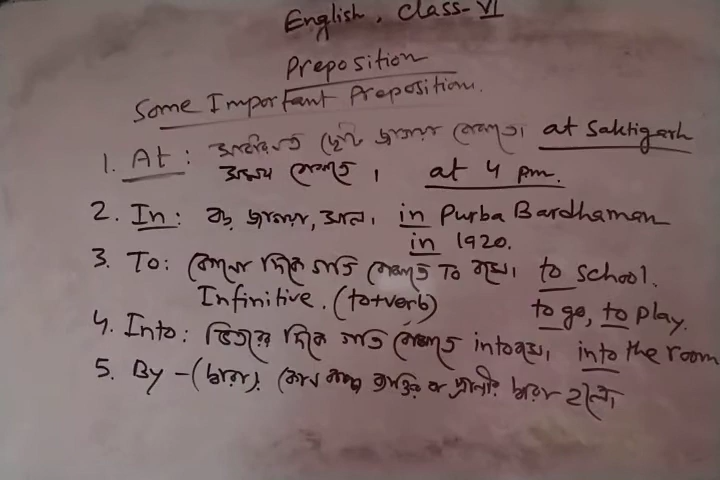 English, Class-VI
Preposition
Some Important Preposition.
1. At: ছোট জায়গা বোঝাতে। at Saktigarh
সময় বোঝাতে। at 4 pm.
2. In: বড় জায়গা, সাল। in Purba Bardhaman
in 1920.
3. To: কোনো দিকে গতি বোঝাতে To হয়। to school.
Infinitive. (to+verb) to go, to play.
4. Into: ভিতরের দিকে গতি বোঝাতে into হয়। into the room
5. By - (দ্বারা). কোন কাজ ব্যক্তি বা প্রাণীর দ্বারা হলে।